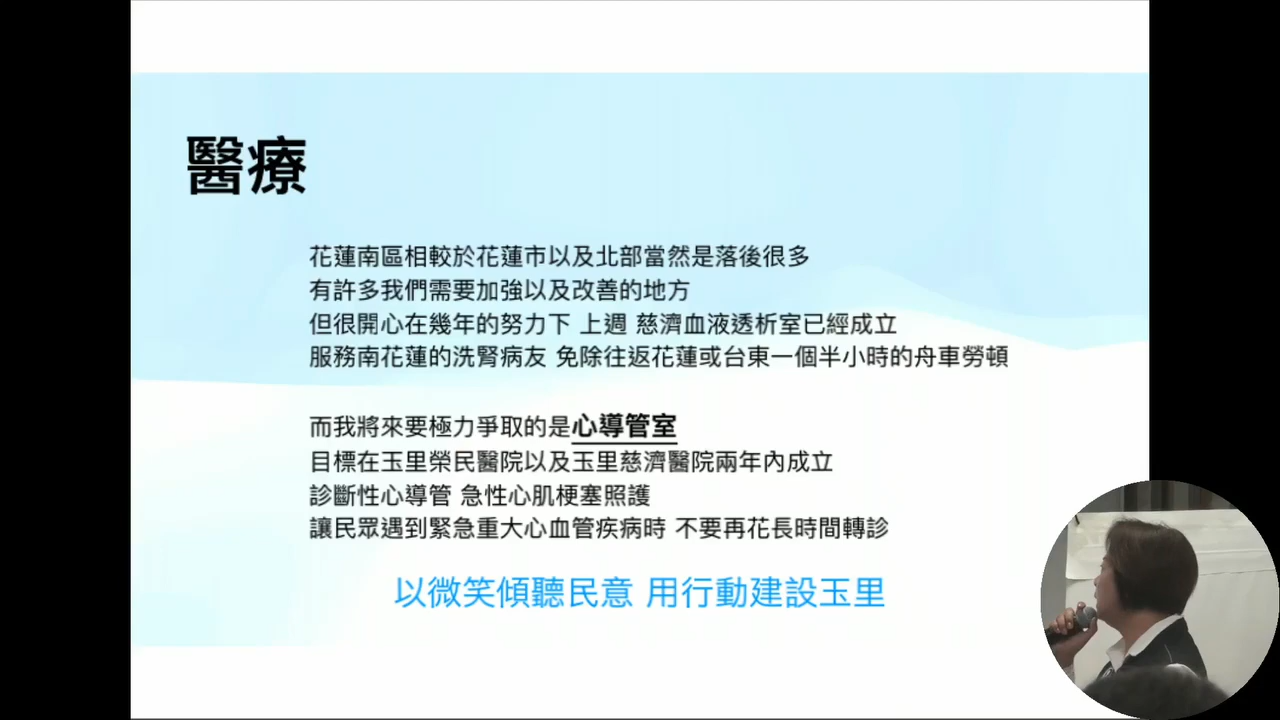 醫療
花蓮南區相較於花蓮市以及北部當然是落後很多
有許多我們需要加強以及改善的地方
但很開心在幾年的努力下 上週 慈濟血液透析室已經成立
服務南花蓮的洗腎病友 免除往返花蓮或台東一個半小時的舟車勞頓
而我將來要極力爭取的是心導管室
目標在玉里榮民醫院以及玉里慈濟醫院兩年內成立
診斷性心導管 急性心肌梗塞照護
讓民眾遇到緊急重大心血管疾病時 不要再花長時間轉診
以微笑傾聽民意 用行動建設玉里